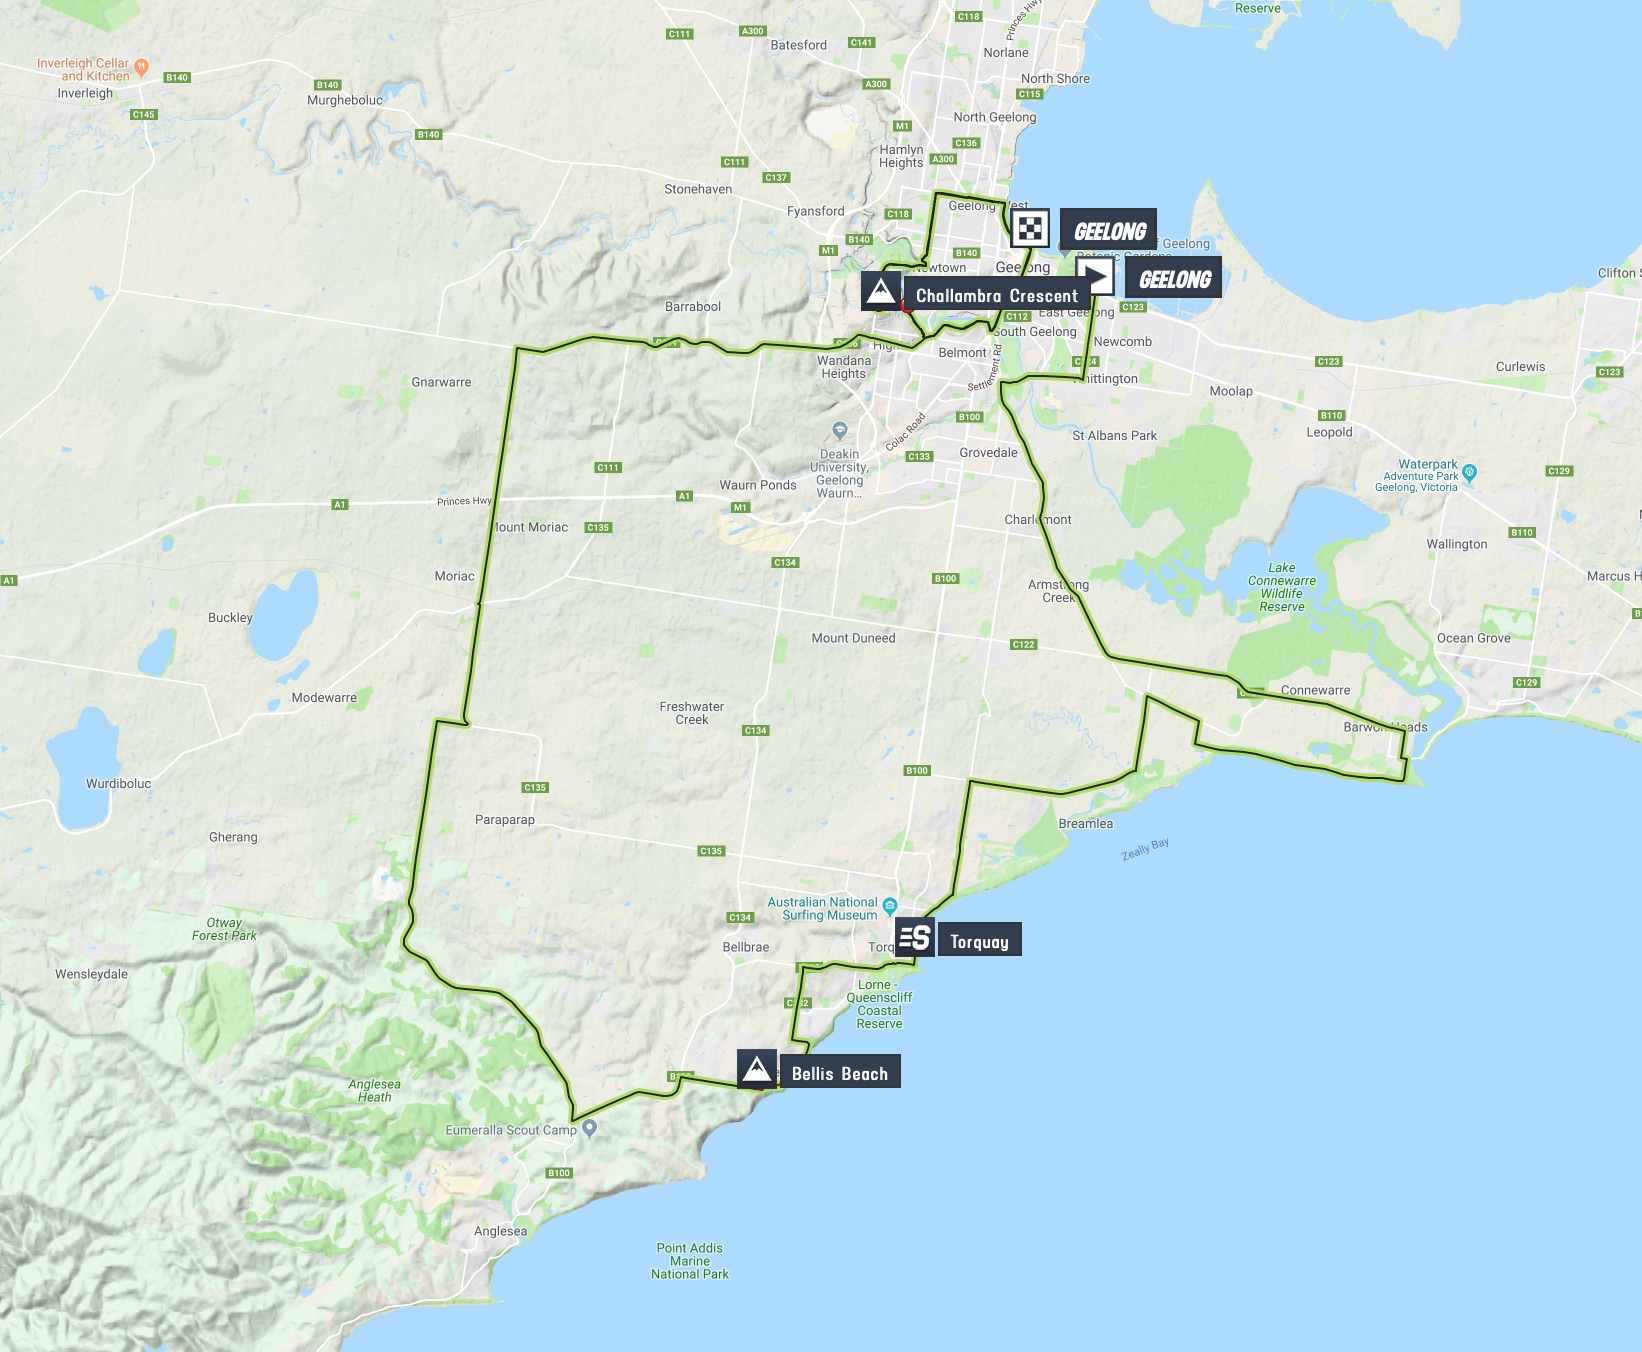 Reserve
C118
Princes Hwy
C111
A300
C141
Batesford
Norlane
Inverleigh Cellar
and Kitchen
B140
Inverleigh
B140
Murgheboluc
A300
North Shore
C115
C145
B140
M1
North Geelong
C136
Hamlyn
Heights
A300
C111
C137
Stonehaven
Fyansford
C118
Geelong West
GEELONG
B140
M1
B140
Newtown
Geelong
GEELONG
Challambra Crescent
Clifton S
Barrabool
C123
C112
East Geelong
South Geelong
Newcomb
Belmont
Wandana
Heights
Settlement Rd
Whittington
C123
Curlewis
C123
Gnarwarre
Moolap
B110
Leopold
B100
Colac Road
St Albans Park
Grovedale
C133
Deakin
University,
Geelong
Waurn...
C111
Waterpark
Adventure Park
Geelong, Victoria
C129
Waurn Ponds
A1
Princes Hwy
A1
M1
Mount Moriac
C135
Charlemont
B110
Wallington
A1
Moriac
C134
B100
Armstrong
Creek
Lake
Connewarre
Wildlife
Reserve
Marcus H
Buckley
Mount Duneed
C122
Ocean Grove
C129
Modewarre
Connewarre
Freshwater
Creek
C134
Barwon Heads
B100
Wurdiboluc
C135
Paraparap
Breamlea
Gherang
Zeally Bay
C135
Australian National
Surfing Museum
Otway
Forest Park
C134
Bellbrae
S
Torquay
Wensleydale
Lorne -
Queenscliff
Coastal
Reserve
Bellis Beach
Anglesea
Heath
Eumeralla Scout Camp
B100
Anglesea
Point Addis
Marine
National Park